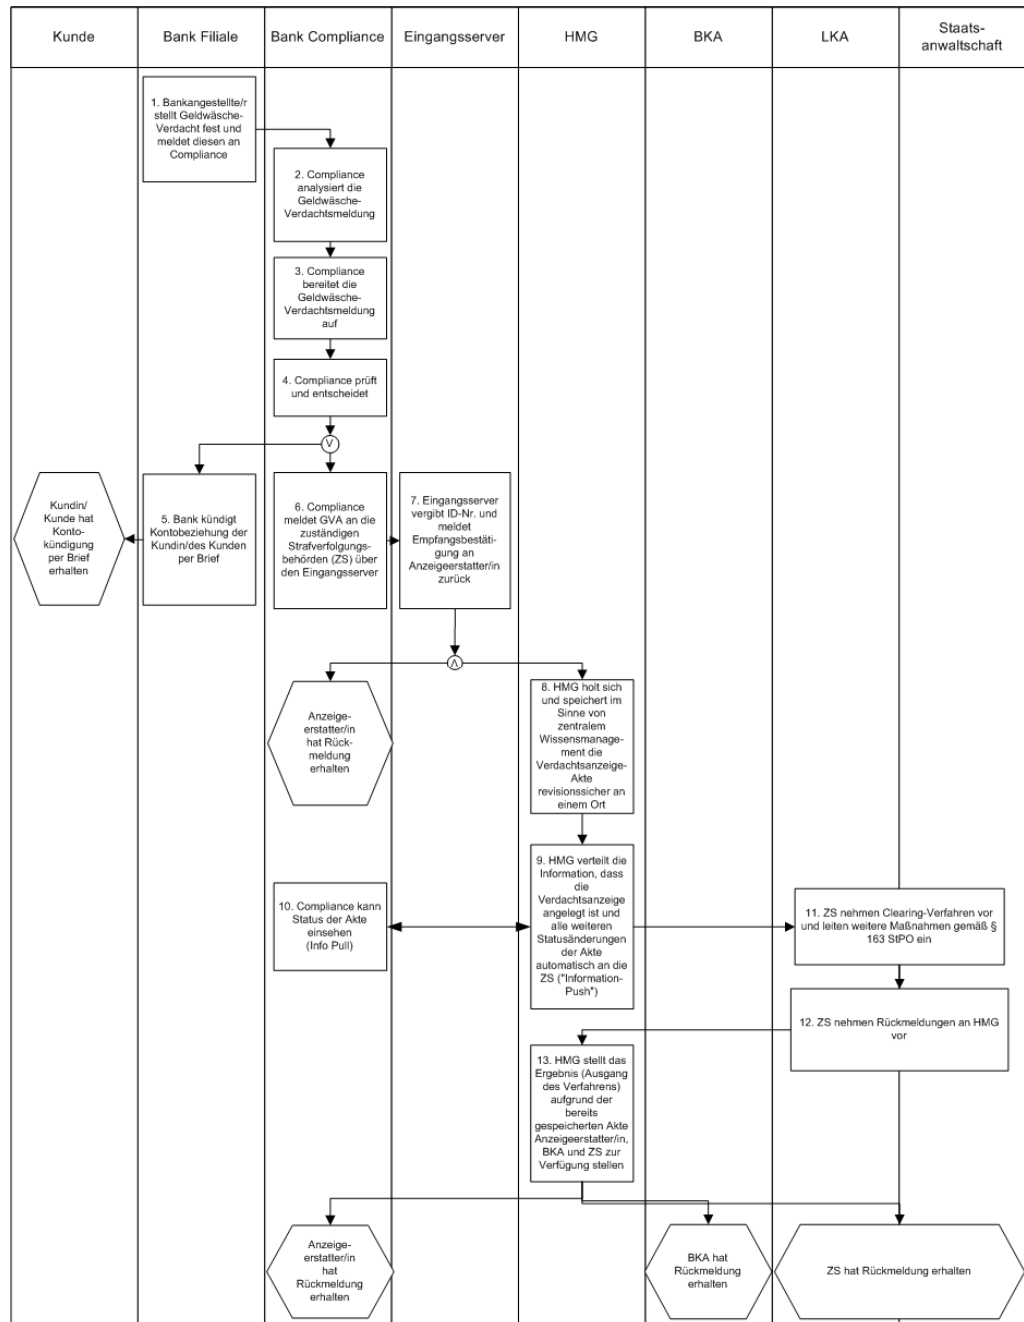 Kunde
Bank Filiale
Bank Compliance
Eingangsserver
HMG
BKA
LKA
Staats-
anwaltschaft
1. Bankangestellte/r
stellt Geldwäsche-
Verdacht fest und
meldet diesen an
Compliance
2. Compliance
analysiert die
Geldwäsche-
Verdachtsmeldung
3. Compliance
bereitet die
Geldwäsche-
Verdachtsmeldung
auf
4. Compliance prüft
und entscheidet
V
Kundin/
Kunde hat
Konto-
kündigung
per Brief
erhalten
5. Bank kündigt
Kontobeziehung der
Kundin/des Kunden
per Brief
6. Compliance
meldet GVA an die
zuständigen
Strafverfolgungs-
behörden (ZS) über
den Eingangsserver
7. Eingangsserver
vergibt ID-Nr. und
meldet
Empfangsbestäti-
gung an
Anzeigeerstatter/in
zurück
Λ
Anzeige-
erstatter/in
hat Rück-
meldung
erhalten
8. HMG holt sich
und speichert im
Sinne von
zentralem
Wissensmanage-
ment die
Verdachtsanzeige-
Akte
revisionssicher an
einem Ort
9. HMG verteilt die
Information, dass
die
Verdachtsanzeige
angelegt ist und
alle weiteren
Statusänderungen
der Akte
automatisch an die
ZS ("Information-
Push")
10. Compliance kann
Status der Akte
einsehen
(Info Pull)
11. ZS nehmen Clearing-Verfahren vor
und leiten weitere Maßnahmen gemäß §
163 StPO ein
12. ZS nehmen Rückmeldungen an HMG
vor
13. HMG stellt das
Ergebnis (Ausgang
des Verfahrens)
aufgrund der
bereits
gespeicherten Akte
Anzeigeerstatter/in,
BKA und ZS zur
Verfügung stellen
Anzeige-
erstatter/in
hat
Rückmeldung
erhalten
BKA hat
Rückmeldung
erhalten
ZS hat Rückmeldung erhalten